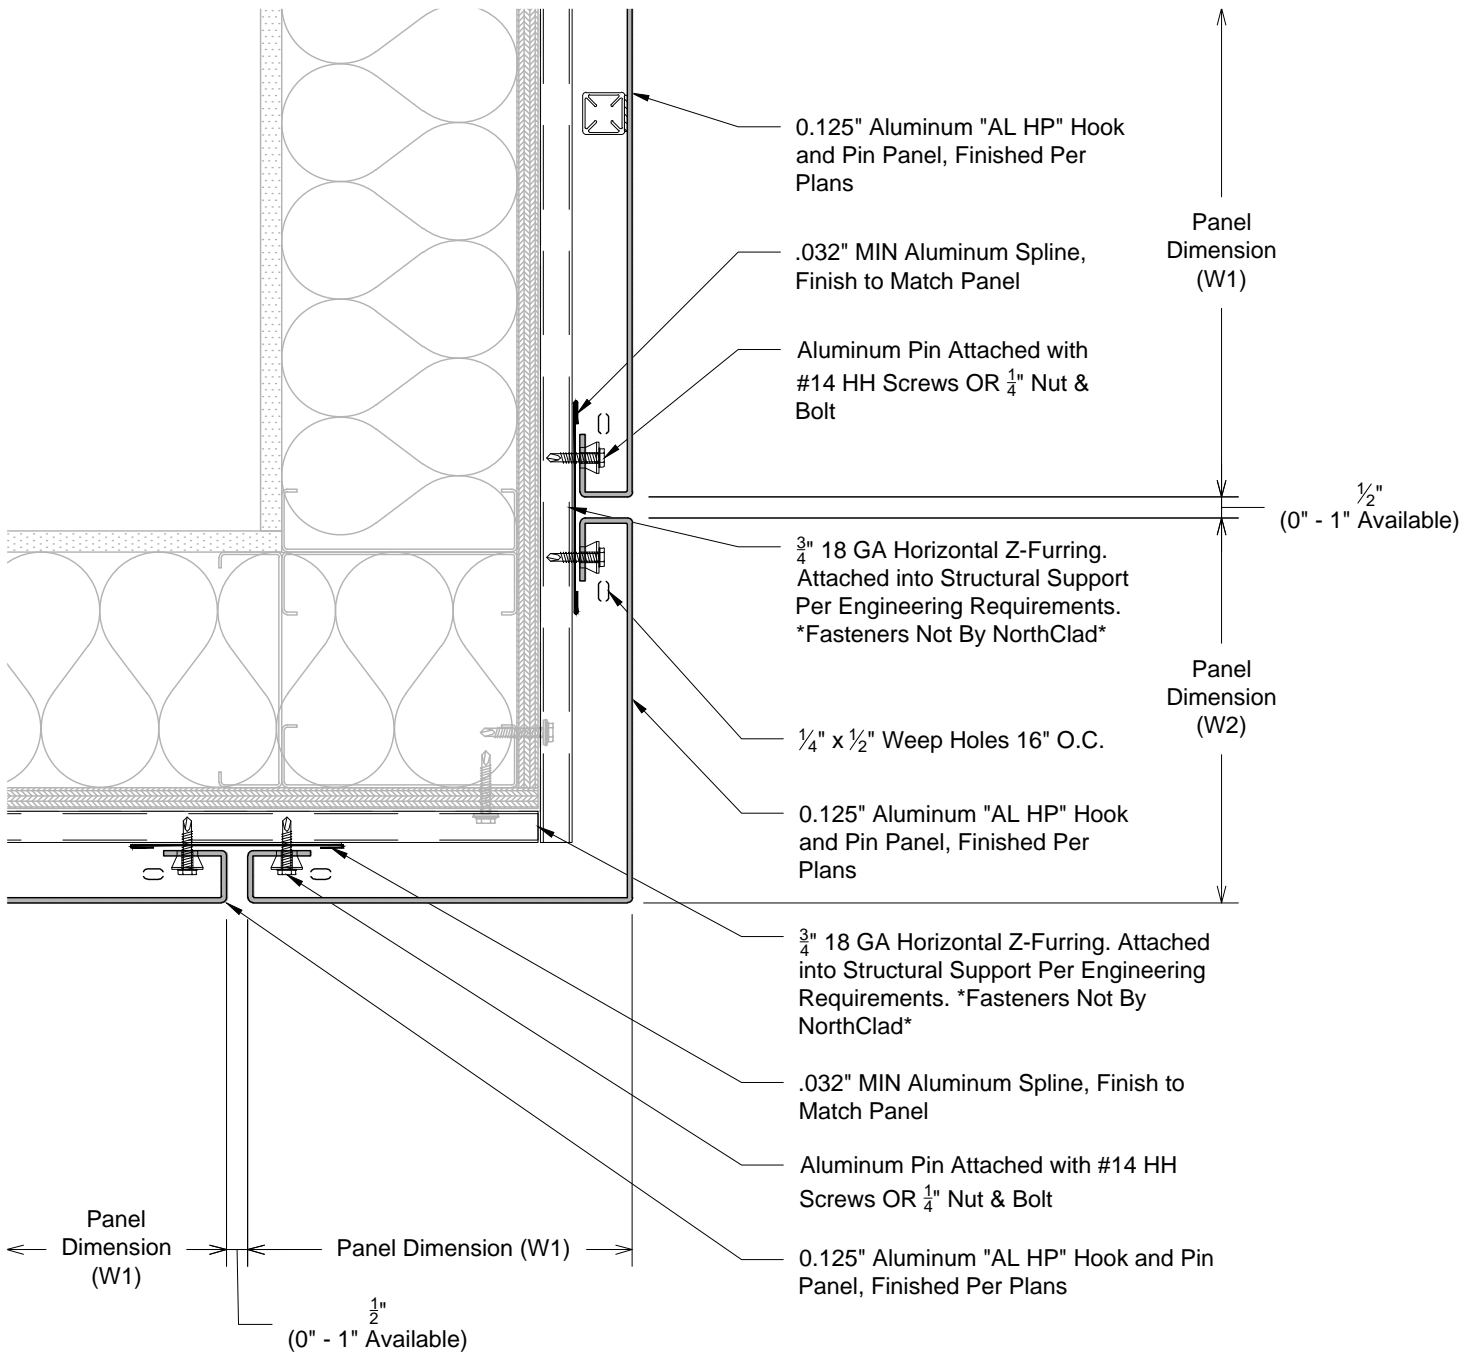 0.125" Aluminum "AL HP" Hook
and Pin Panel, Finished Per
Plans
Panel
Dimension
(W1)
.032" MIN Aluminum Spline,
Finish to Match Panel
Aluminum Pin Attached with
#14 HH Screws OR 1/4" Nut &
Bolt
1/2"
(0" - 1" Available)
3/4" 18 GA Horizontal Z-Furring.
Attached into Structural Support
Per Engineering Requirements.
*Fasteners Not By NorthClad*
Panel
Dimension
(W2)
1/4" x 1/2" Weep Holes 16" O.C.
0.125" Aluminum "AL HP" Hook
and Pin Panel, Finished Per
Plans
3/4" 18 GA Horizontal Z-Furring. Attached
into Structural Support Per Engineering
Requirements. *Fasteners Not By
NorthClad*
.032" MIN Aluminum Spline, Finish to
Match Panel
Aluminum Pin Attached with #14 HH
Screws OR 1/4" Nut & Bolt
0.125" Aluminum "AL HP" Hook and Pin
Panel, Finished Per Plans
Panel
Dimension
(W1)
Panel Dimension (W1)
1/2"
(0" - 1" Available)